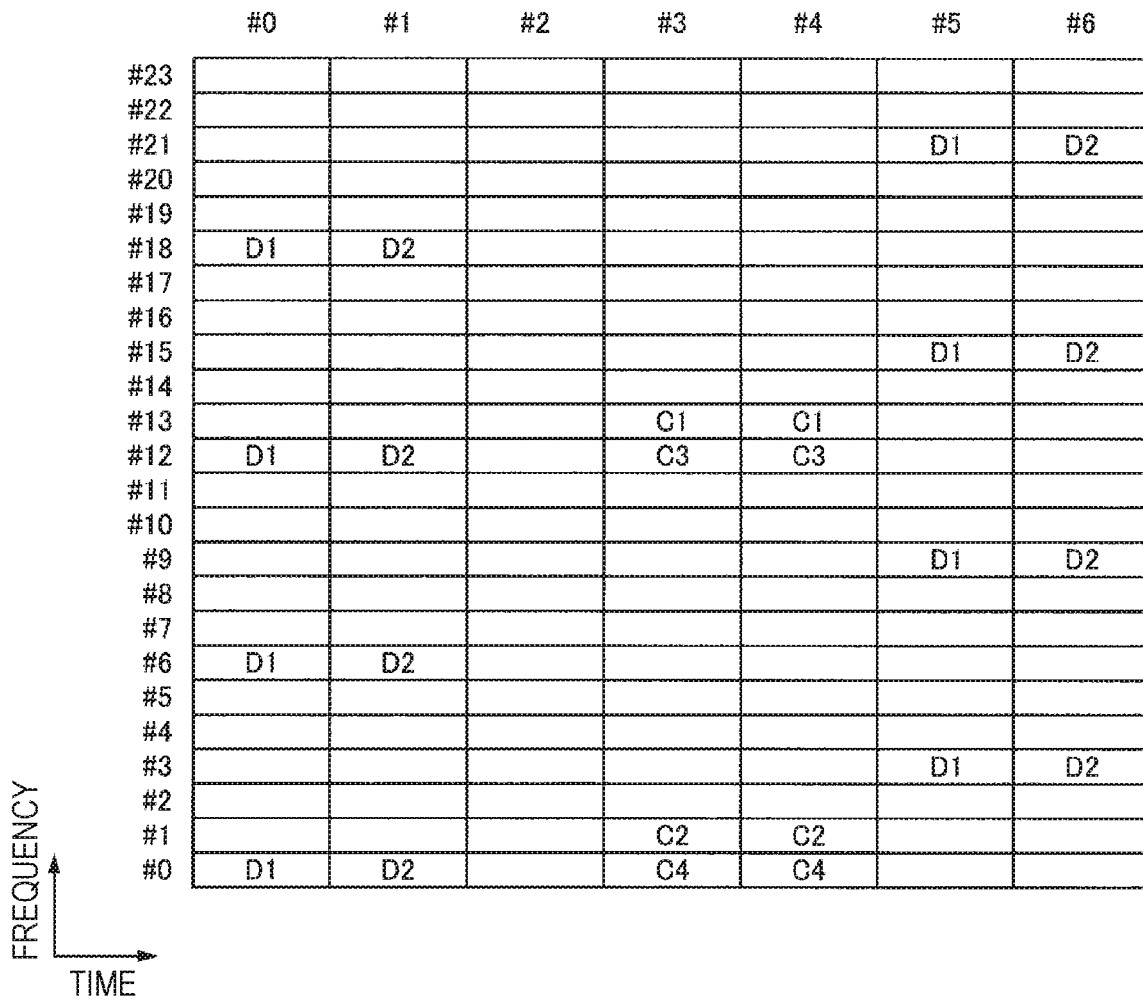 #0 #1 #2 #3 #4 #5 #6
#23
#22
#21 D1 D2
#20
#19
#18 D1 D2
#17
#16
#15 D1 D2
#14
#13 C1 C1
#12 D1 D2 C3 C3
#11
#10
#9 D1 D2
#8
#7
#6 D1 D2
#5
#4
#3 D1 D2
#2
#1 C2 C2
#0 D1 D2 C4 C4
FREQUENCY
TIME